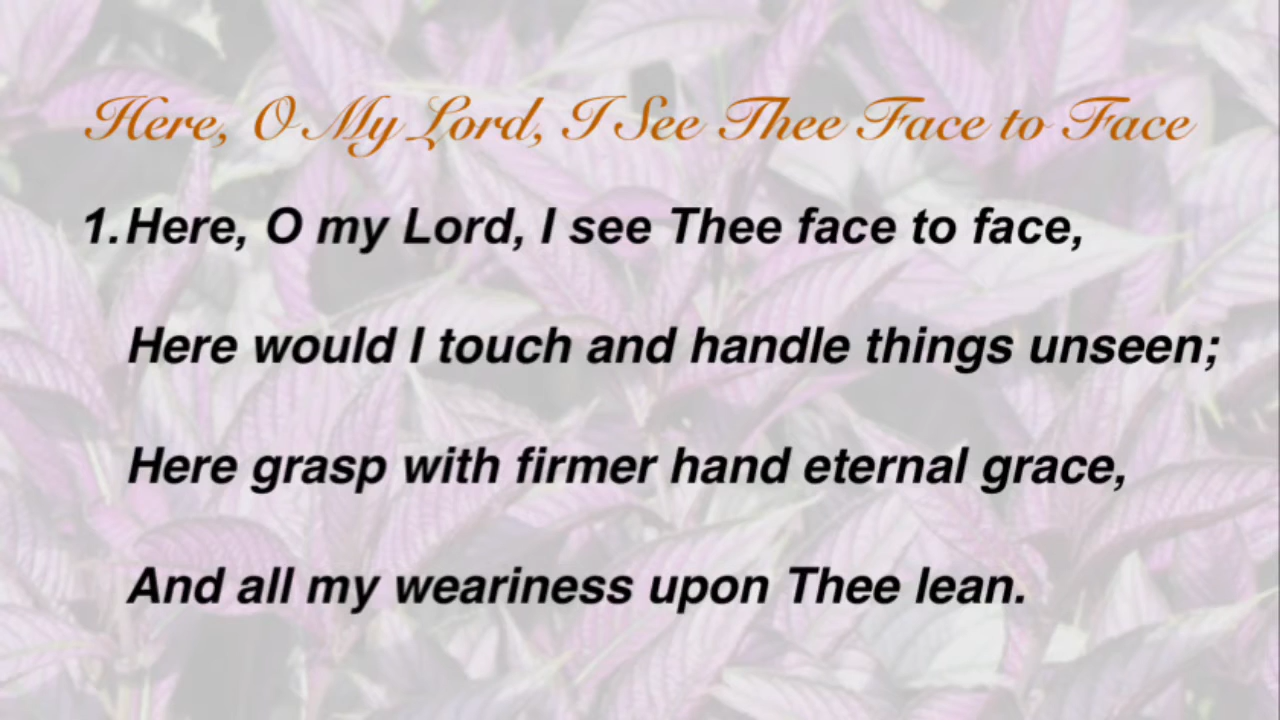 Here, O My Lord, I See Thee Face to Face
1. Here, O my Lord, I see Thee face to face,
Here would I touch and handle things unseen;
Here grasp with firmer hand eternal grace,
And all my weariness upon Thee lean.